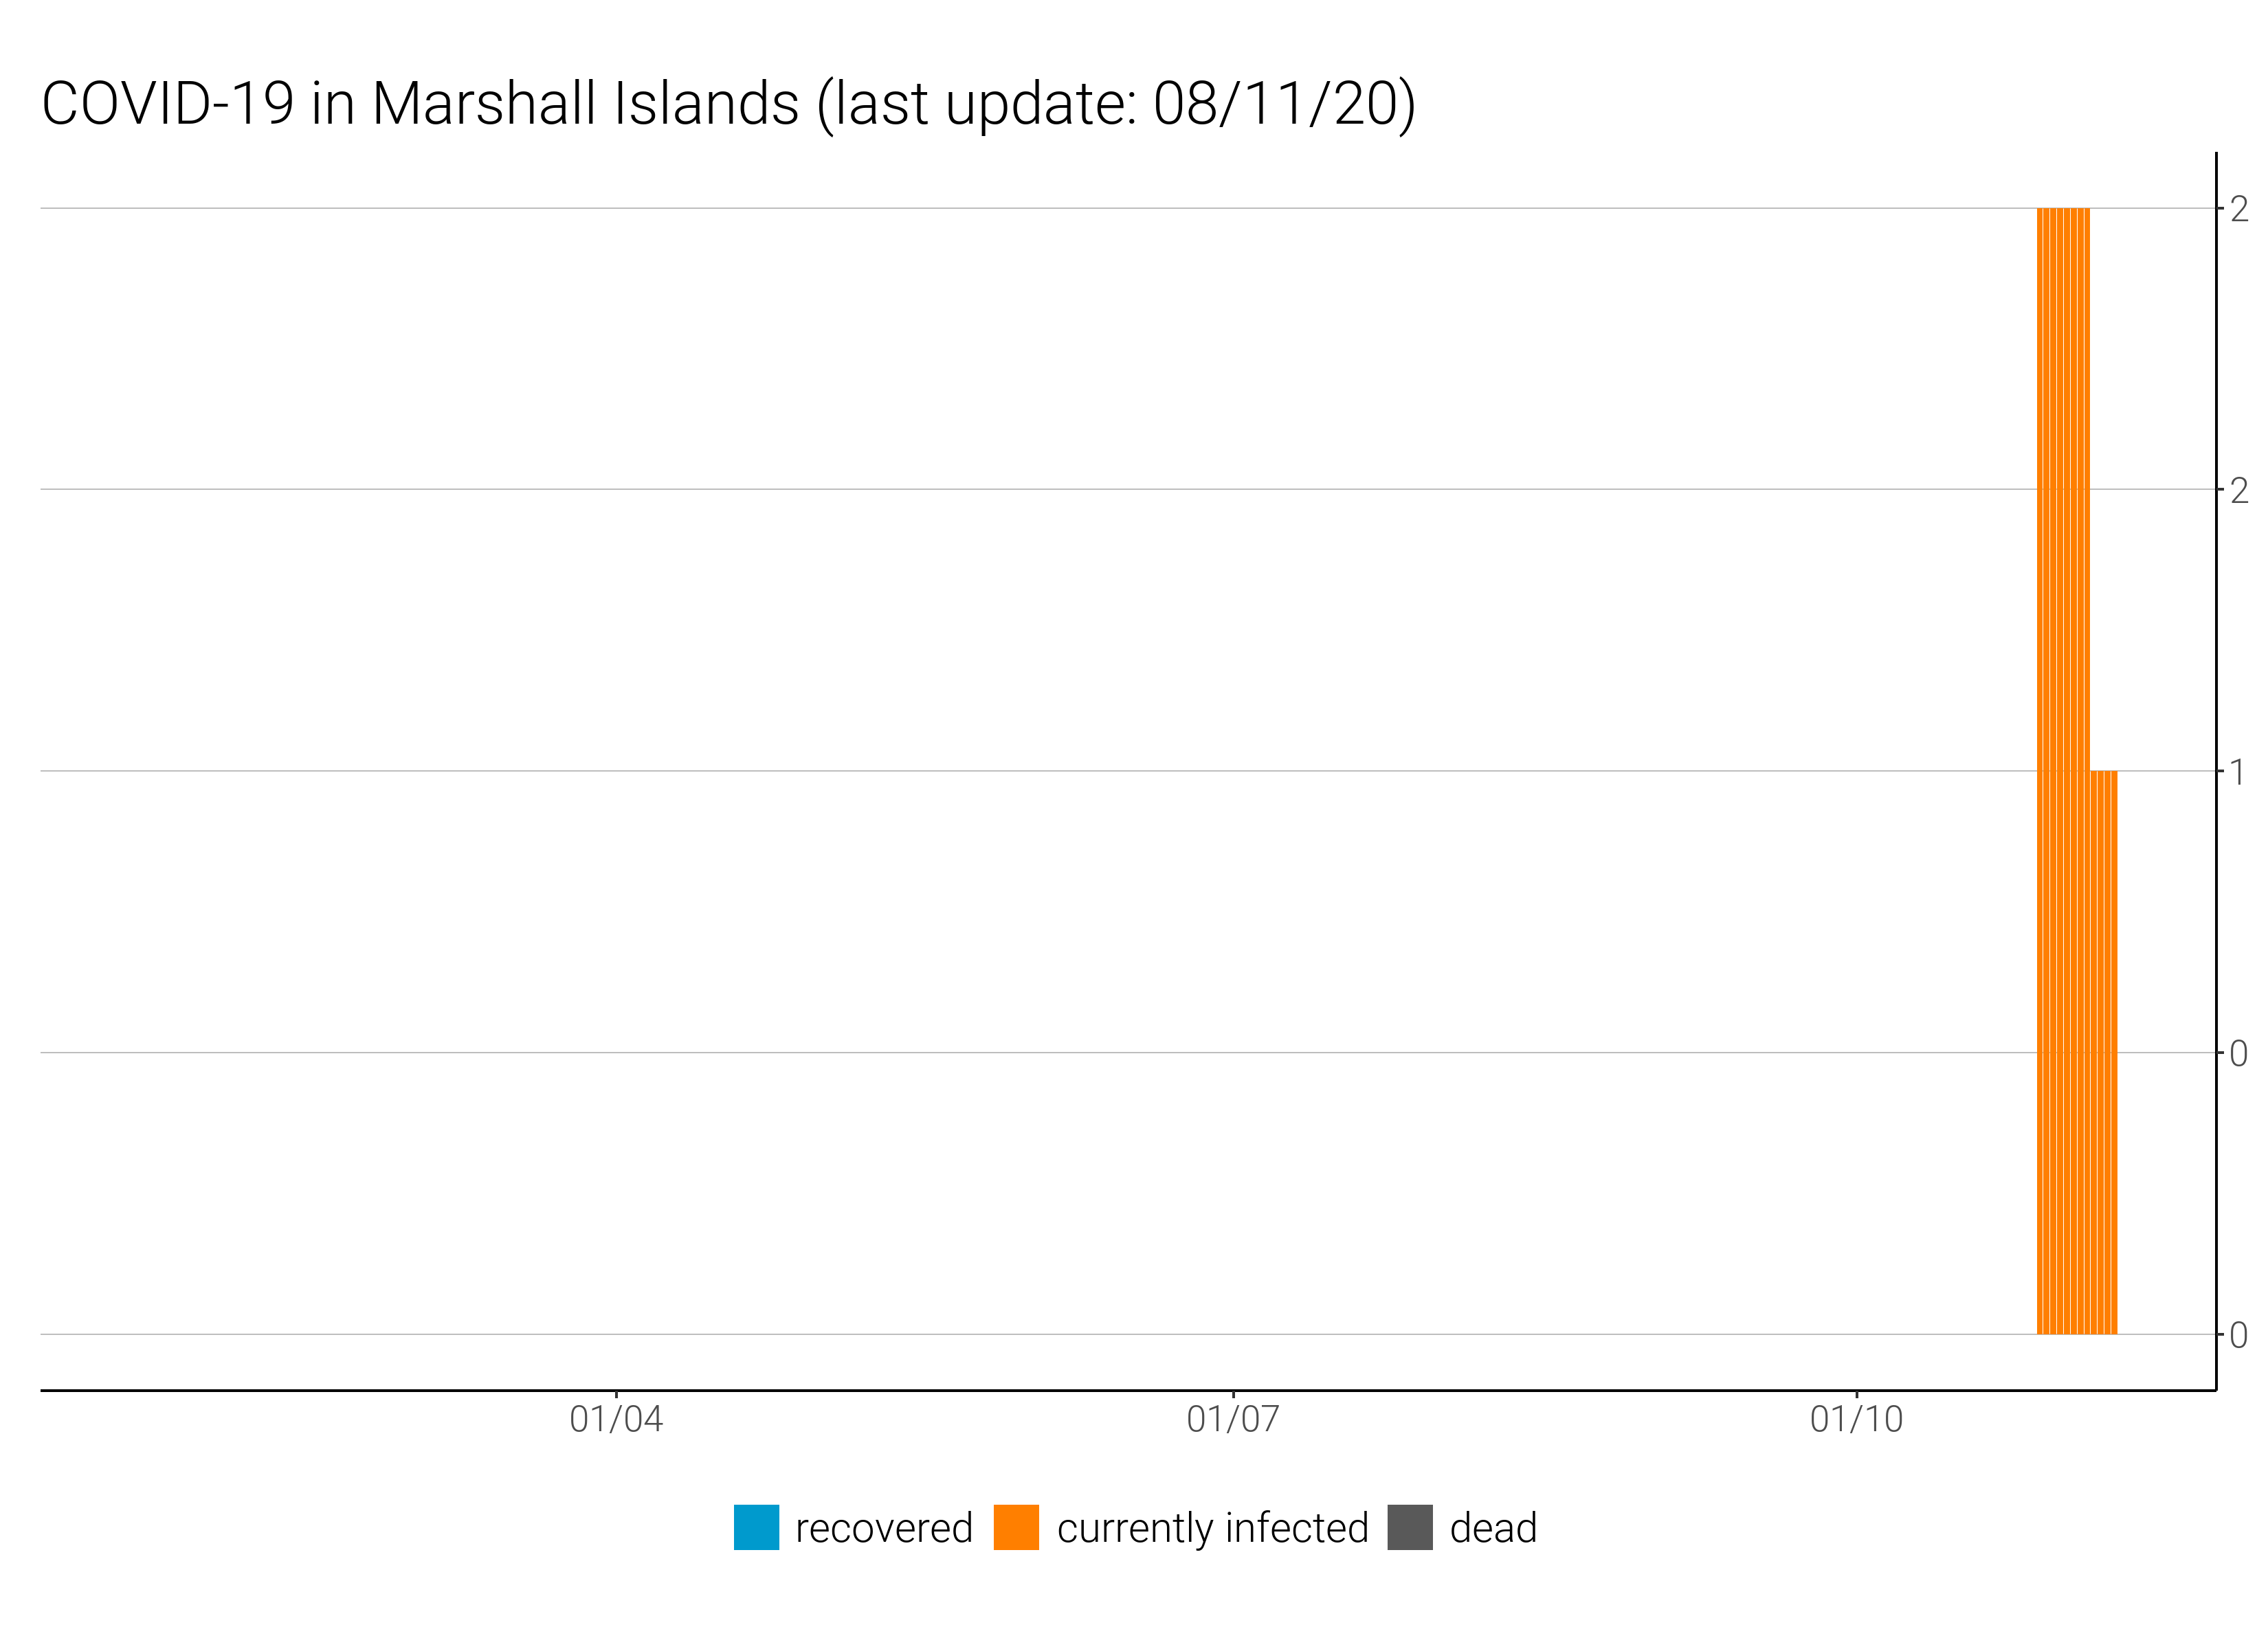 COVID-19 in Marshall Islands (last update: 08/11/20)
2
2
1
0
0
01/04 01/07 01/10
recovered currently infected dead